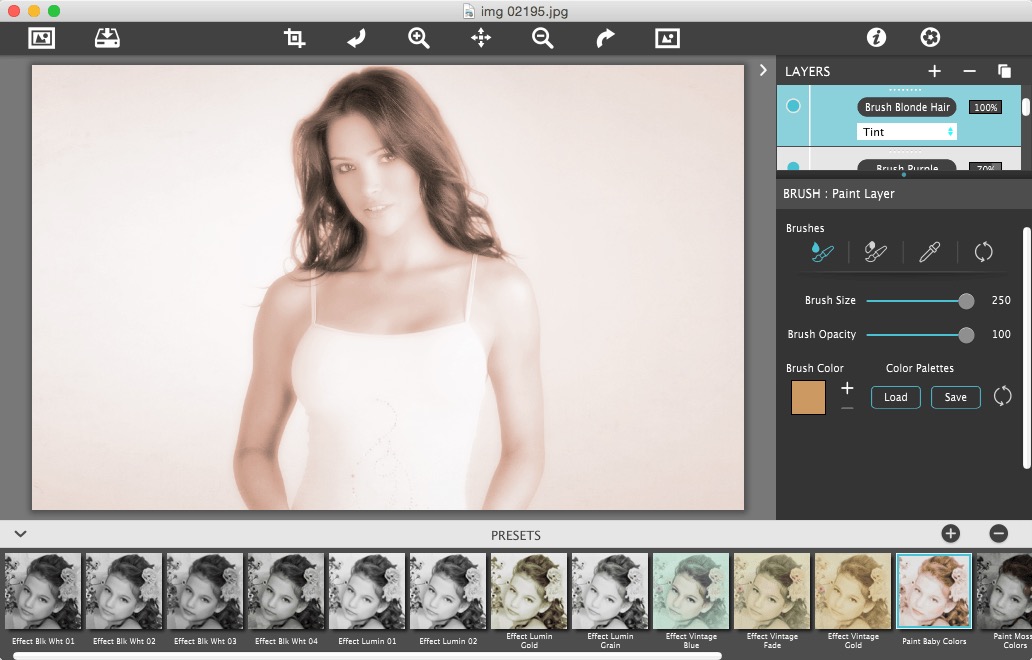 img 02195.jpg
LAYERS
Brush Blonde Hair
100%
Tint
Brush Purple
70%
BRUSH : Paint Layer
Brushes
Brush Size
250
Brush Opacity
100
Brush Color
Color Palettes
Load
Save
PRESETS
Effect Blk Wht 01
Effect Blk Wht 02
Effect Blk Wht 03
Effect Blk Wht 04
Effect Lumin 01
Effect Lumin 02
Effect Lumin
Gold
Effect Lumin
Grain
Effect Vintage
Blue
Effect Vintage
Fade
Effect Vintage
Gold
Paint Baby Colors
Paint Moss
Colors